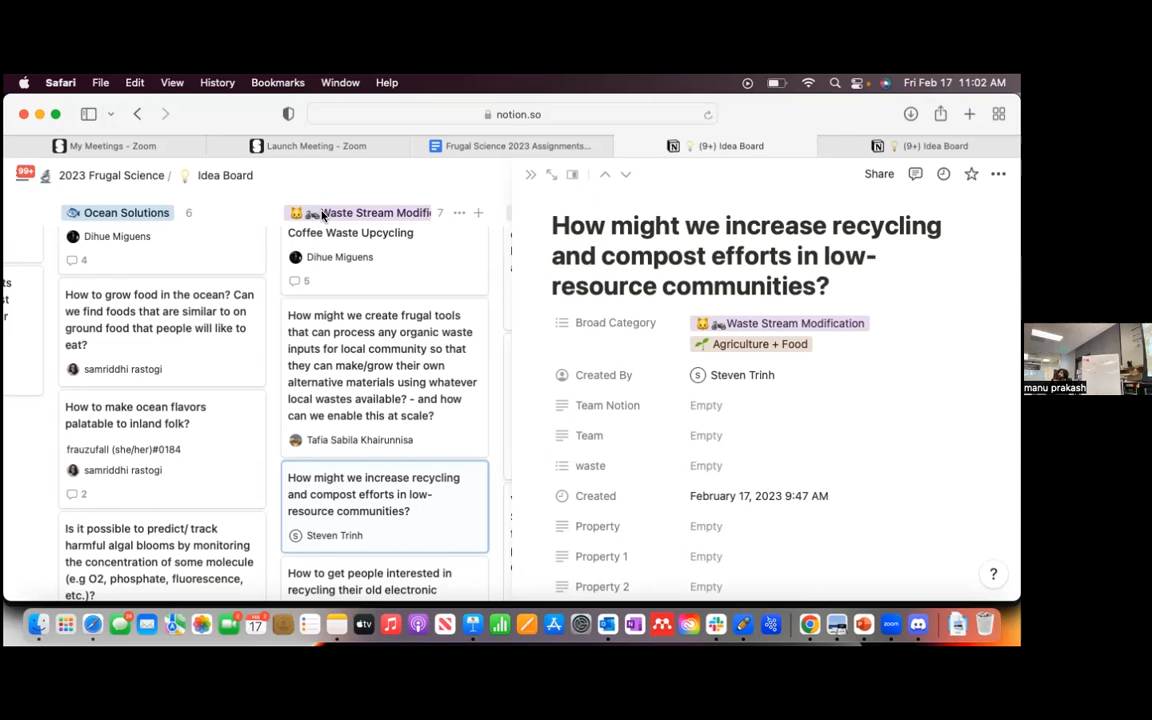 Safari File Edit View History Bookmarks Window Help
Fri Feb 17 11:02 AM
notion.so
My Meetings - Zoom
Launch Meeting - Zoom
Frugal Science 2023 Assignments...
(9+) Idea Board
(9+) Idea Board
99+
2023 Frugal Science / Idea Board
Share
Ocean Solutions 6
Dihue Miguens
4
How to grow food in the ocean? Can
we find foods that are similar to on
ground food that people will like to
eat?
samriddhi rastogi
How to make ocean flavors
palatable to inland folk?
frauzufall (she/her)#0184
samriddhi rastogi
2
Is it possible to predict/ track
harmful algal blooms by monitoring
the concentration of some molecule
(e.g O2, phosphate, fluorescence,
etc.)?
Waste Stream Modifi 7
Coffee Waste Upcycling
Dihue Miguens
5
How might we create frugal tools
that can process any organic waste
inputs for local community so that
they can make/grow their own
alternative materials using whatever
local wastes available? - and how
can we enable this at scale?
Tafia Sabila Khairunnisa
How might we increase recycling
and compost efforts in low-
resource communities?
S Steven Trinh
How to get people interested in
recycling their old electronic
How might we increase recycling
and compost efforts in low-
resource communities?
Broad Category Waste Stream Modification
Agriculture + Food
Created By S Steven Trinh
Team Notion Empty
Team Empty
waste Empty
Created February 17, 2023 9:47 AM
Property Empty
Property 1 Empty
Property 2 Empty
?
manu prakash